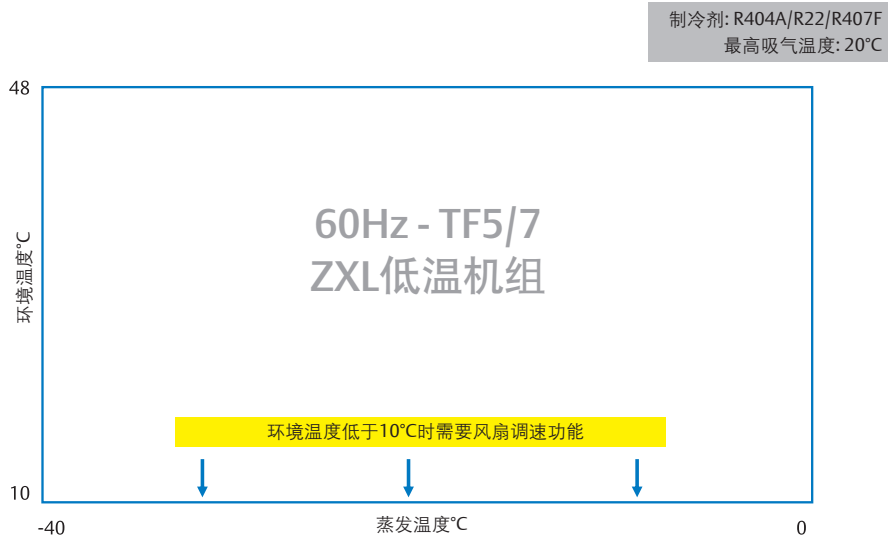 制冷剂: R404A/R22/R407F
最高吸气温度: 20°C
48
环境温度°C
60Hz - TF5/7
ZXL低温机组
环境温度低于10°C时需要风扇调速功能
10
-40
蒸发温度°C
0